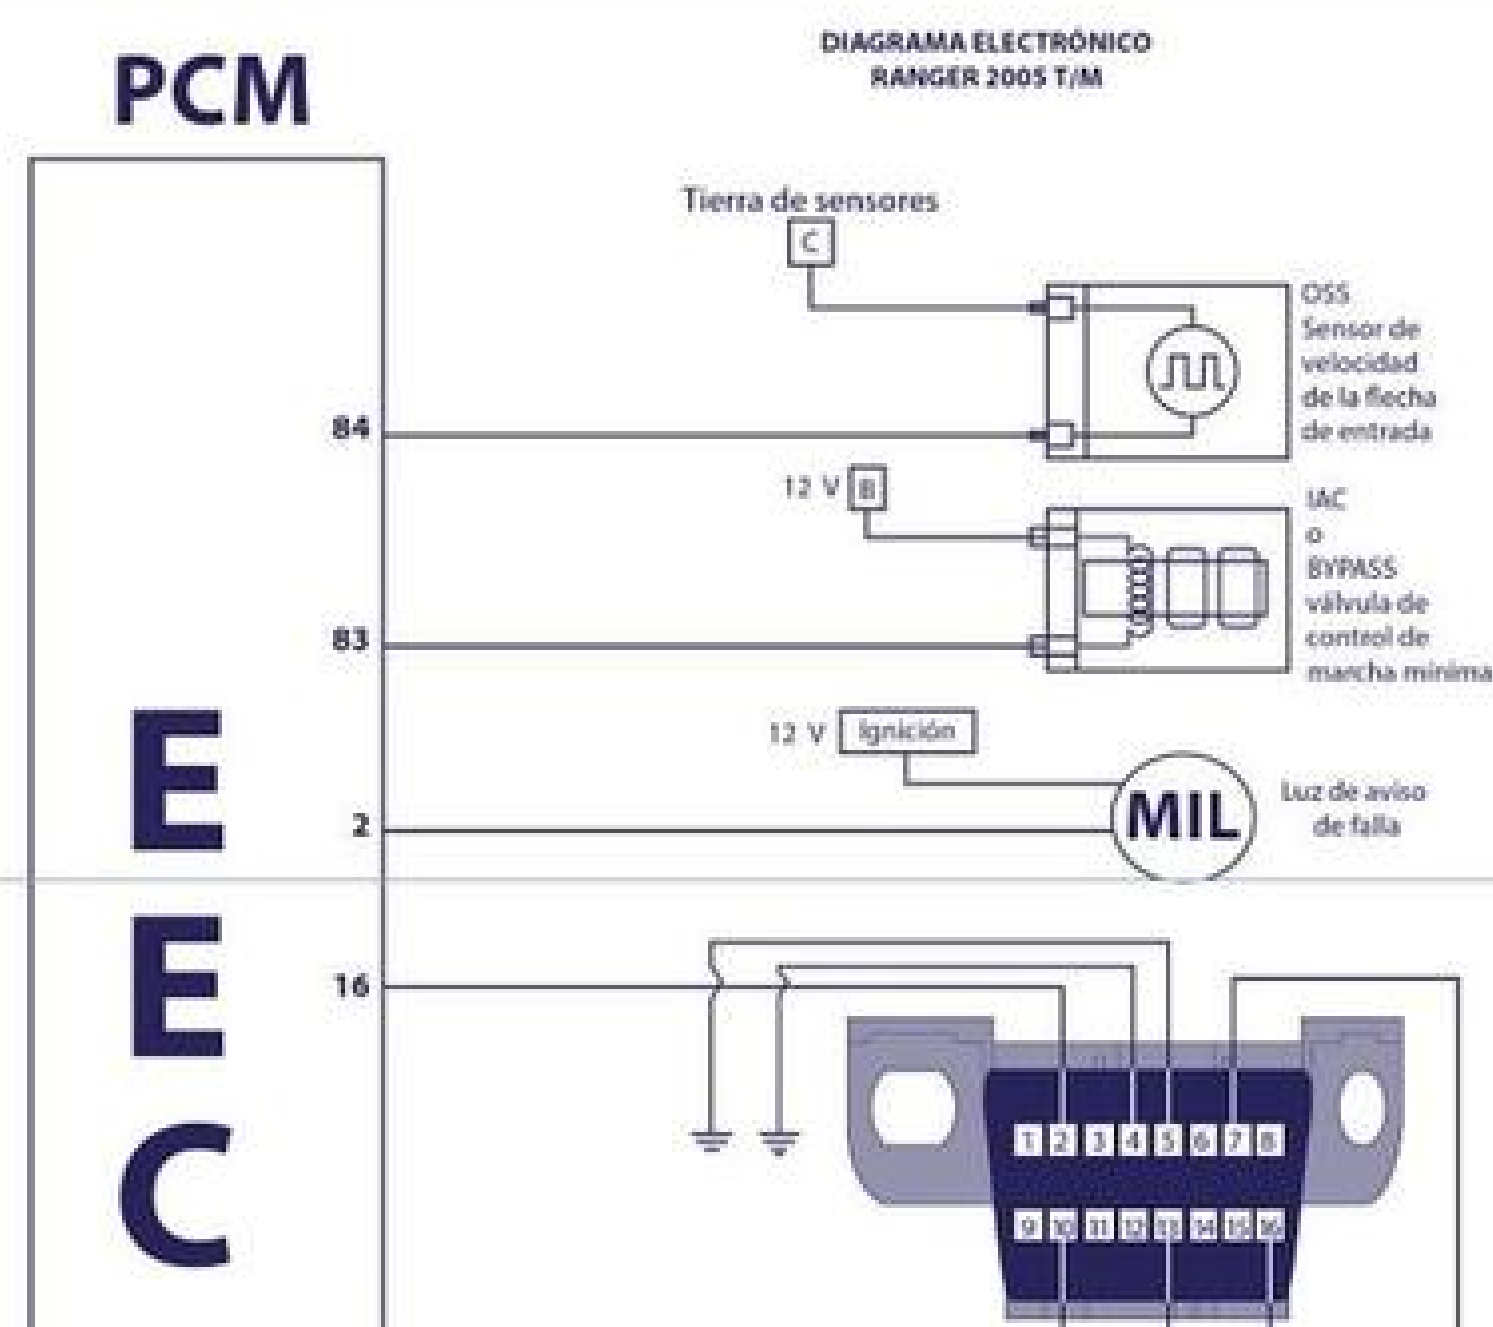 PCM
DIAGRAMA ELECTRÓNICO
RANGER 2005 T/M
Tierra de sensores
C
OSS
Sensor de
velocidad
de la flecha
de entrada
84
12 V B
IAC
o
BYPASS
válvula de
control de
marcha minima
83
E
12 V Ignición
MIL
Luz de aviso
de falla
2
E
16
C
1 2 3 4 5 6 7 8
9 10 11 12 13 14 15 16